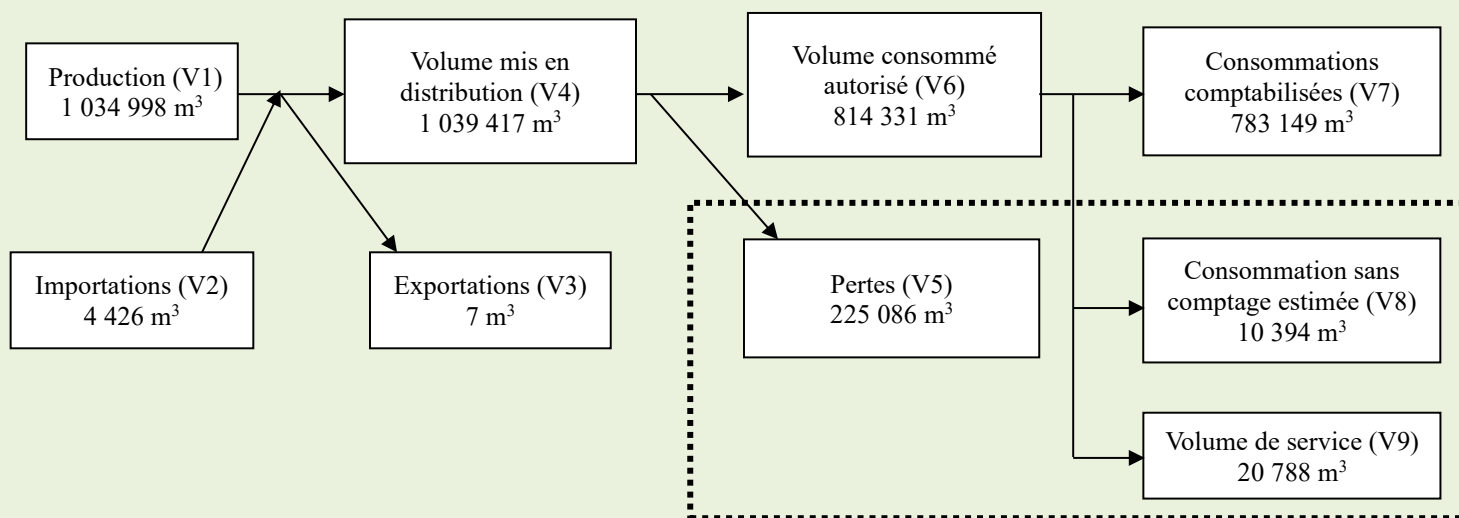 Production (V1)
1 034 998 m³
Volume mis en
distribution (V4)
1 039 417 m³
Volume consommé
autorisé (V6)
814 331 m³
Consommations
comptabilisées (V7)
783 149 m³
Importations (V2)
4 426 m³
Exportations (V3)
7 m³
Pertes (V5)
225 086 m³
Consommation sans
comptage estimée (V8)
10 394 m³
Volume de service (V9)
20 788 m³